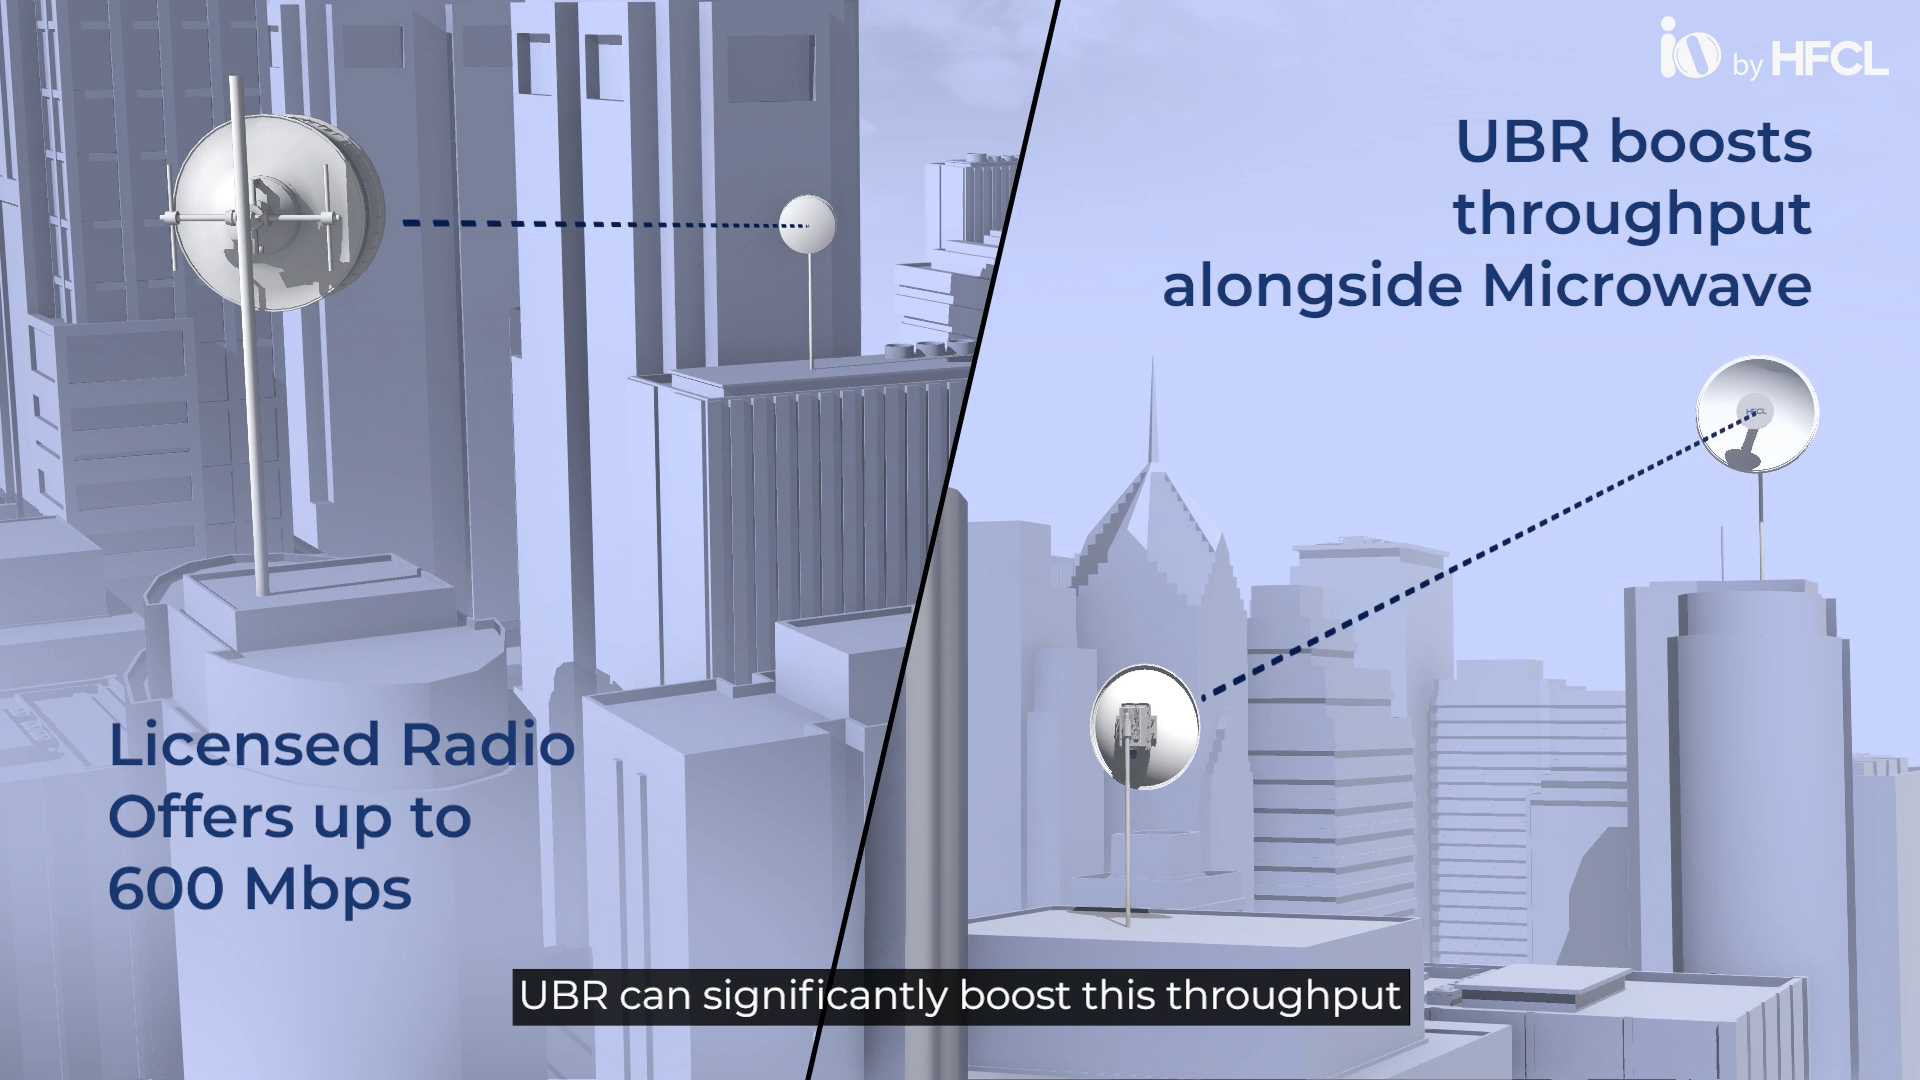 io by HFCL
UBR boosts
throughput
alongside Microwave
HFCL
Licensed Radio
Offers up to
600 Mbps
UBR can significantly boost this throughput